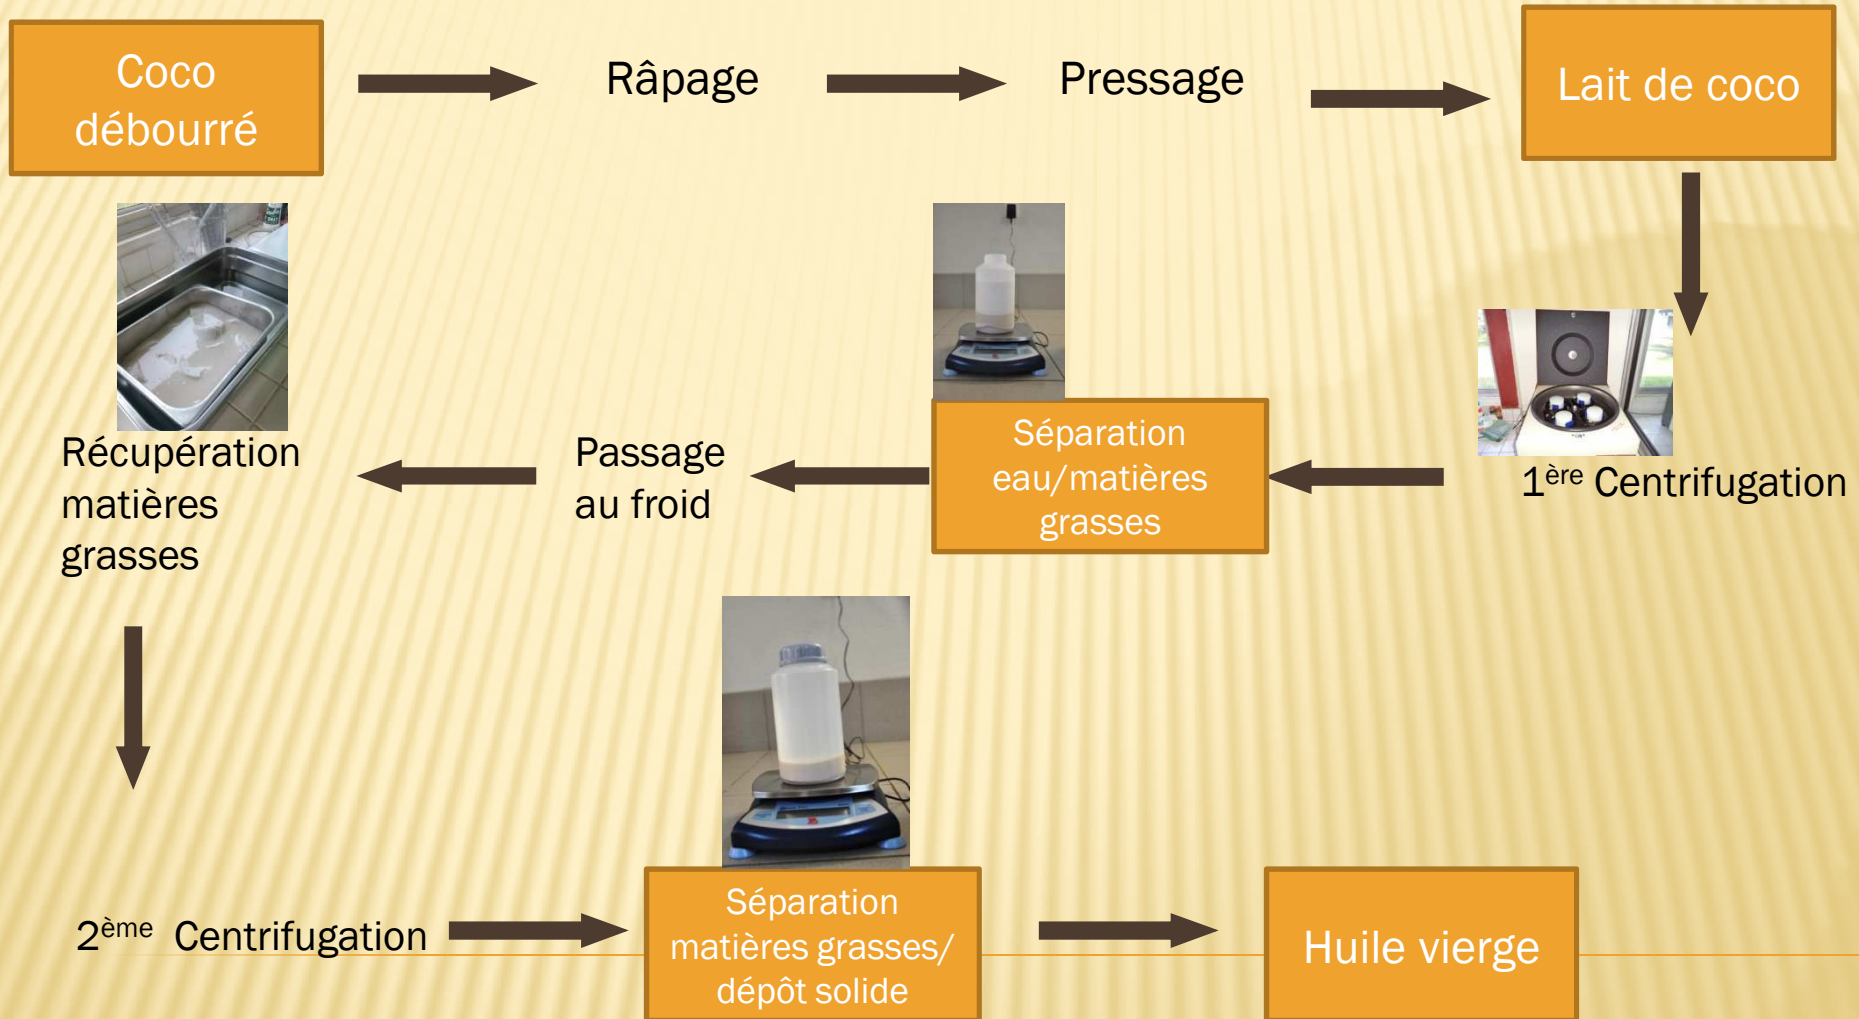 Coco
débourré
Râpage
Pressage
Lait de coco
Récupération
matières
grasses
Passage
au froid
Séparation
eau/matières
grasses
1ère Centrifugation
2ème Centrifugation
Séparation
matières grasses/
dépôt solide
Huile vierge